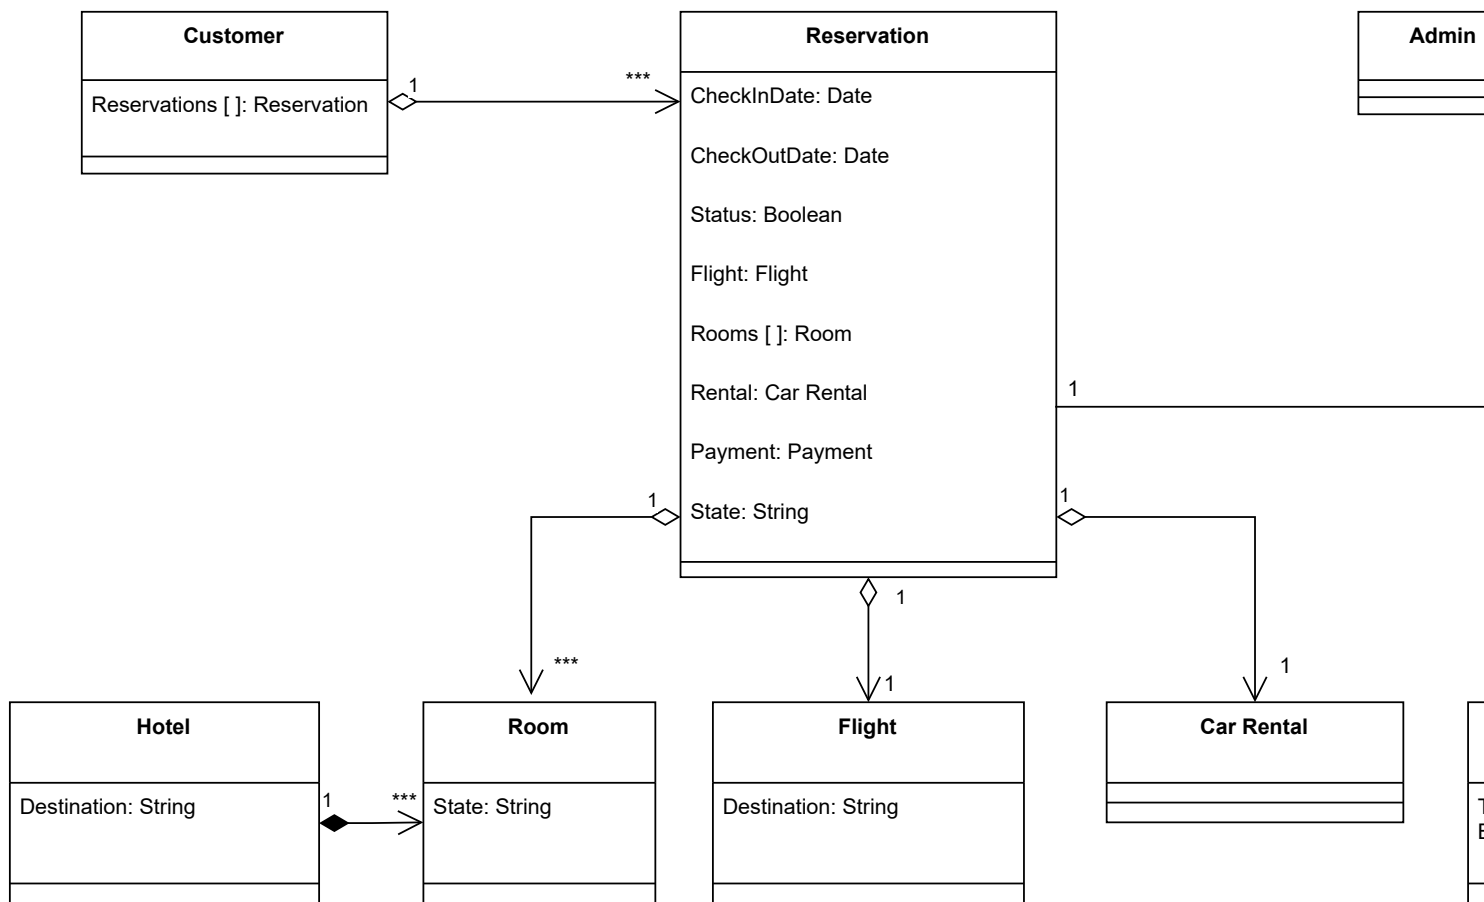 Customer
Reservations [ ]: Reservation
1
***
Reservation
CheckInDate: Date
CheckOutDate: Date
Status: Boolean
Flight: Flight
Rooms [ ]: Room
Rental: Car Rental
Payment: Payment
State: String
Admin
1
1
***
1
1
1
1
Hotel
Destination: String
1
***
Room
State: String
Flight
Destination: String
Car Rental